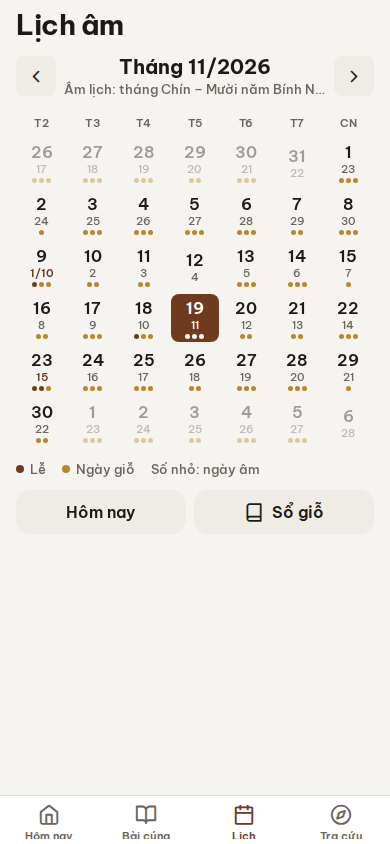 Lịch âm
Tháng 11/2026
Âm lịch: tháng Chín – Mười năm Bính N...
T2 T3 T4 T5 T6 T7 CN
26 27 28 29 30 31 1
17 18 19 20 21 22 23
2 3 4 5 6 7 8
24 25 26 27 28 29 30
9 10 11 12 13 14 15
1/10 2 3 4 5 6 7
16 17 18 19 20 21 22
8 9 10 11 12 13 14
23 24 25 26 27 28 29
15 16 17 18 19 20 21
30 1 2 3 4 5 6
22 23 24 25 26 27 28
Lễ Ngày giỗ Số nhỏ: ngày âm
Hôm nay Sổ giỗ
Hôm nay Bài cúng Lịch Tra cứu